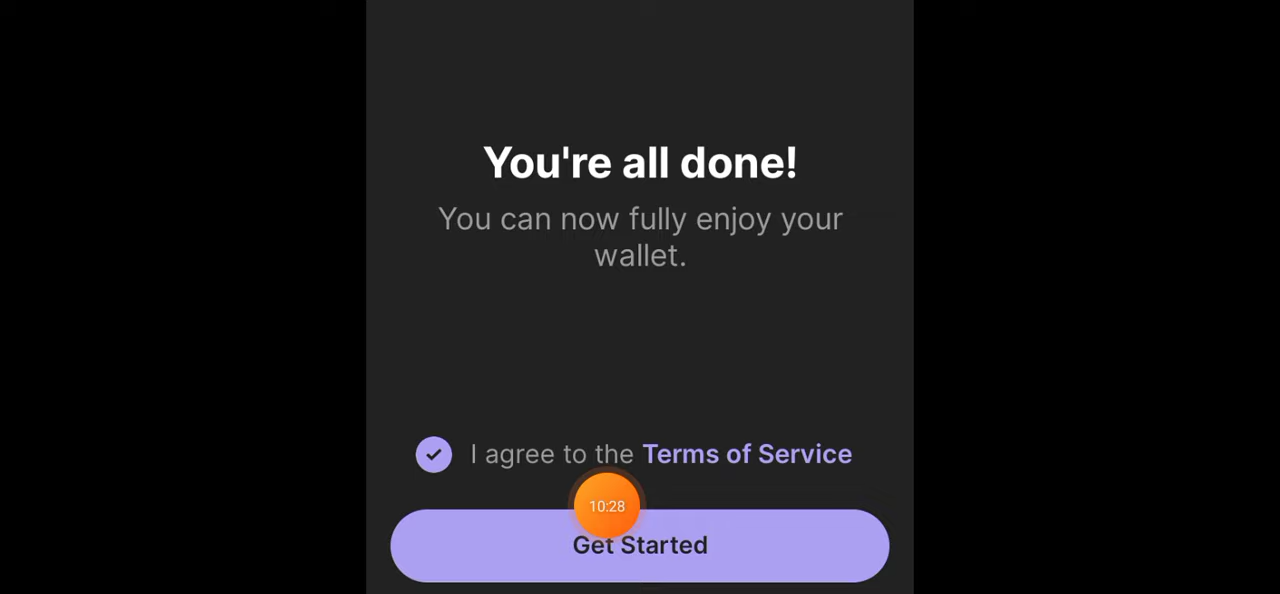 You're all done!
You can now fully enjoy your
wallet.
I agree to the Terms of Service
10:28
Get Started